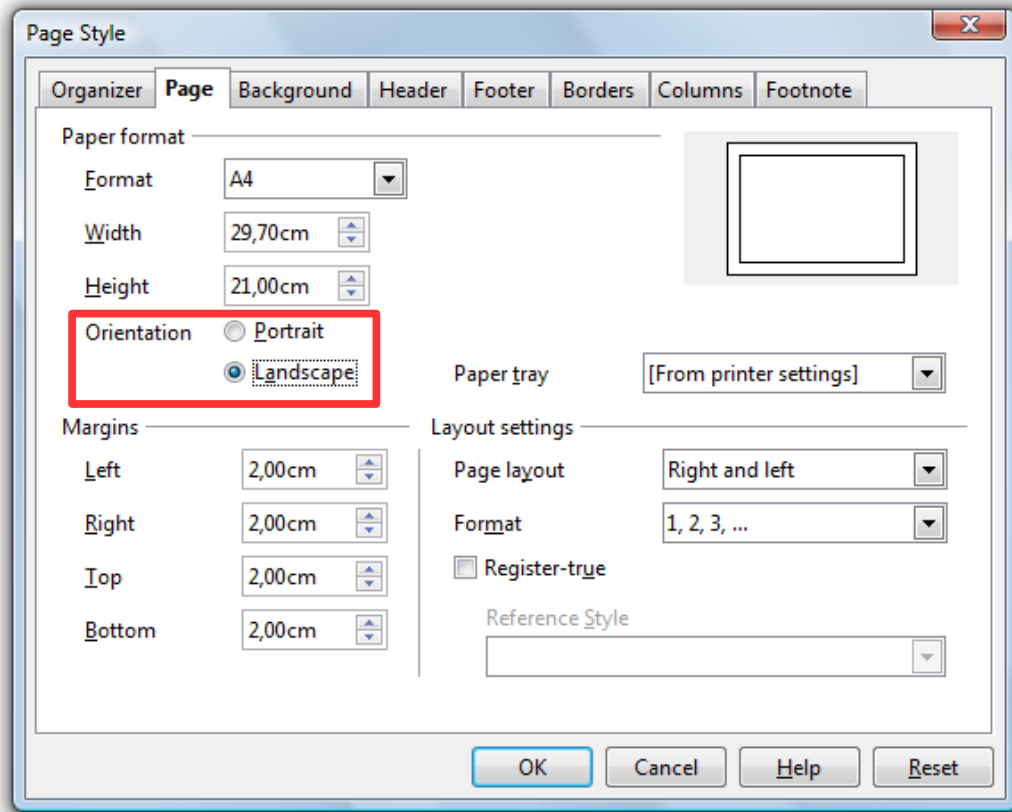 Page Style
Organizer Page Background Header Footer Borders Columns Footnote
Paper format
Format A4
Width 29,70cm
Height 21,00cm
Orientation Portrait
Landscape
Paper tray [From printer settings]
Margins
Left 2,00cm
Right 2,00cm
Top 2,00cm
Bottom 2,00cm
Layout settings
Page layout Right and left
Format 1, 2, 3, ...
Register-true
Reference Style
OK Cancel Help Reset